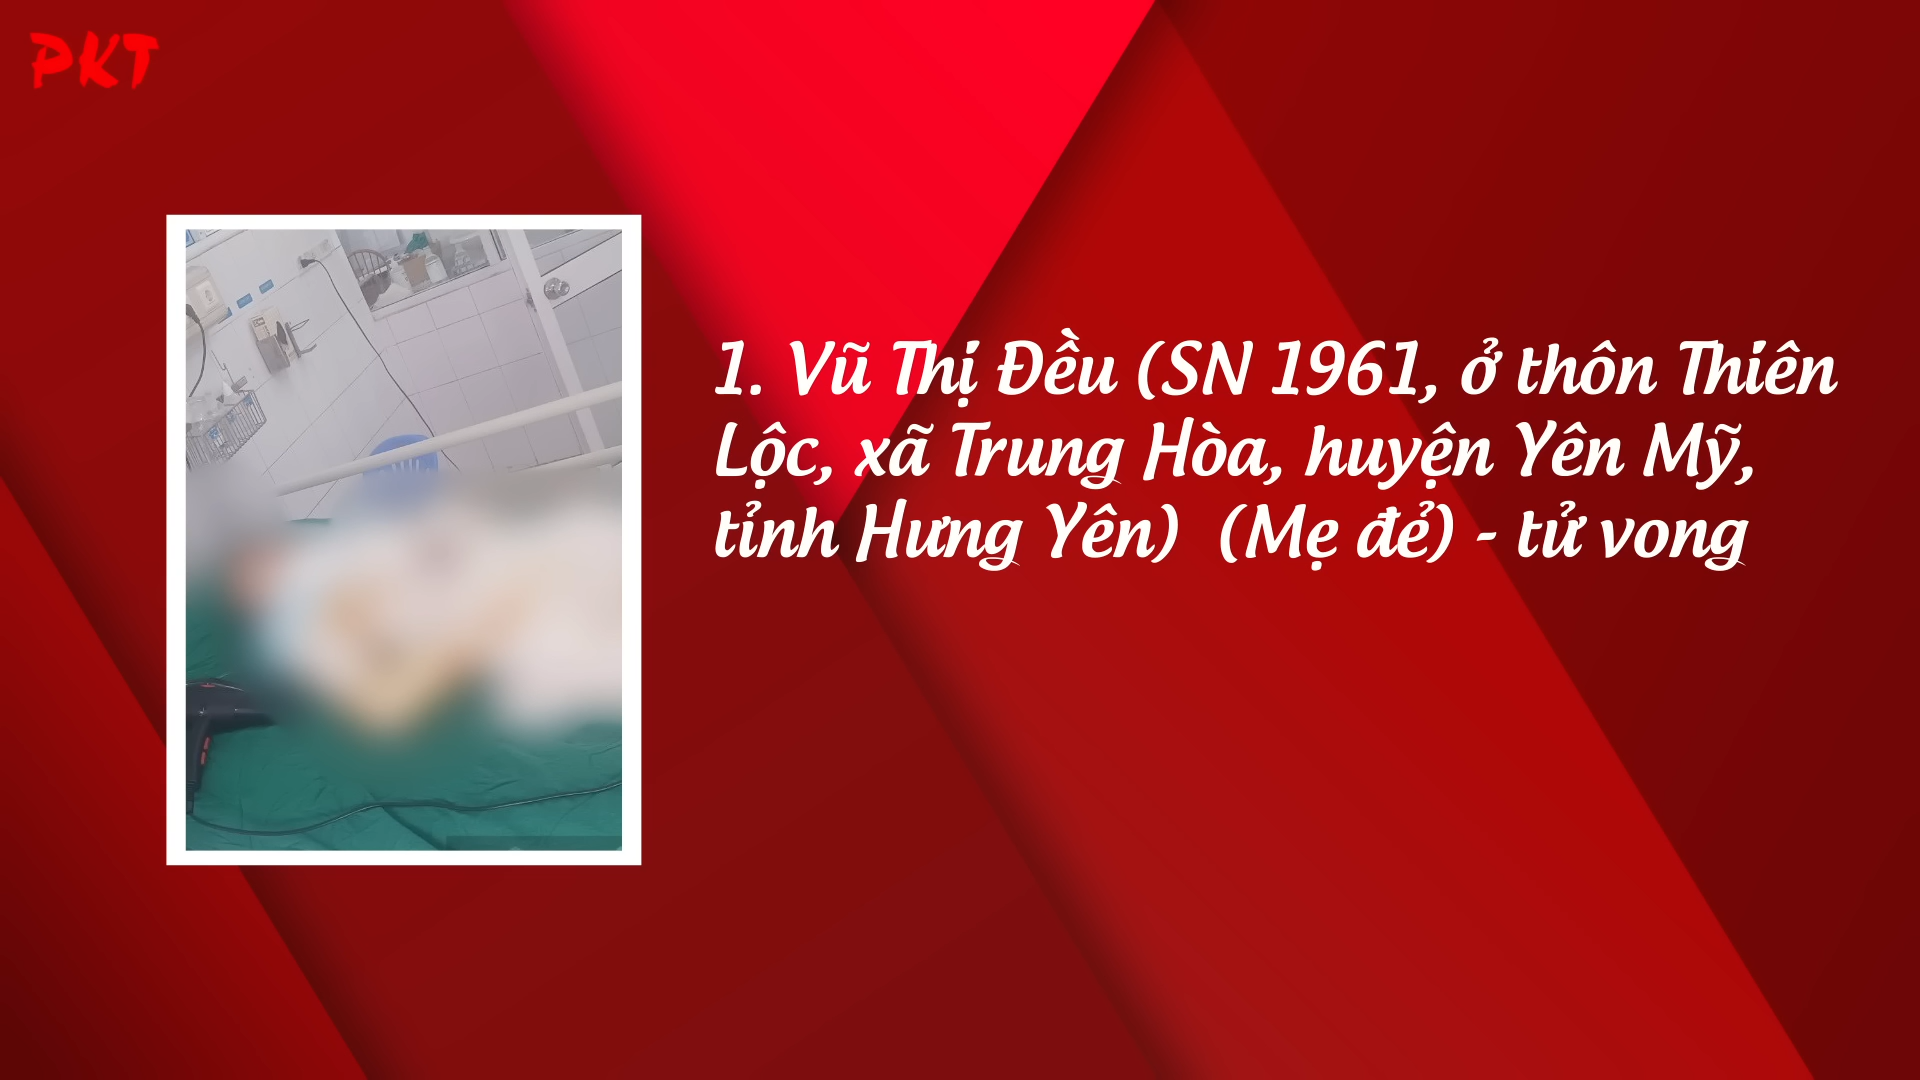 PKT
1. Vũ Thị Đều (SN 1961, ở thôn Thiên
Lộc, xã Trung Hòa, huyện Yên Mỹ,
tỉnh Hưng Yên)  (Mẹ đẻ) - tử vong